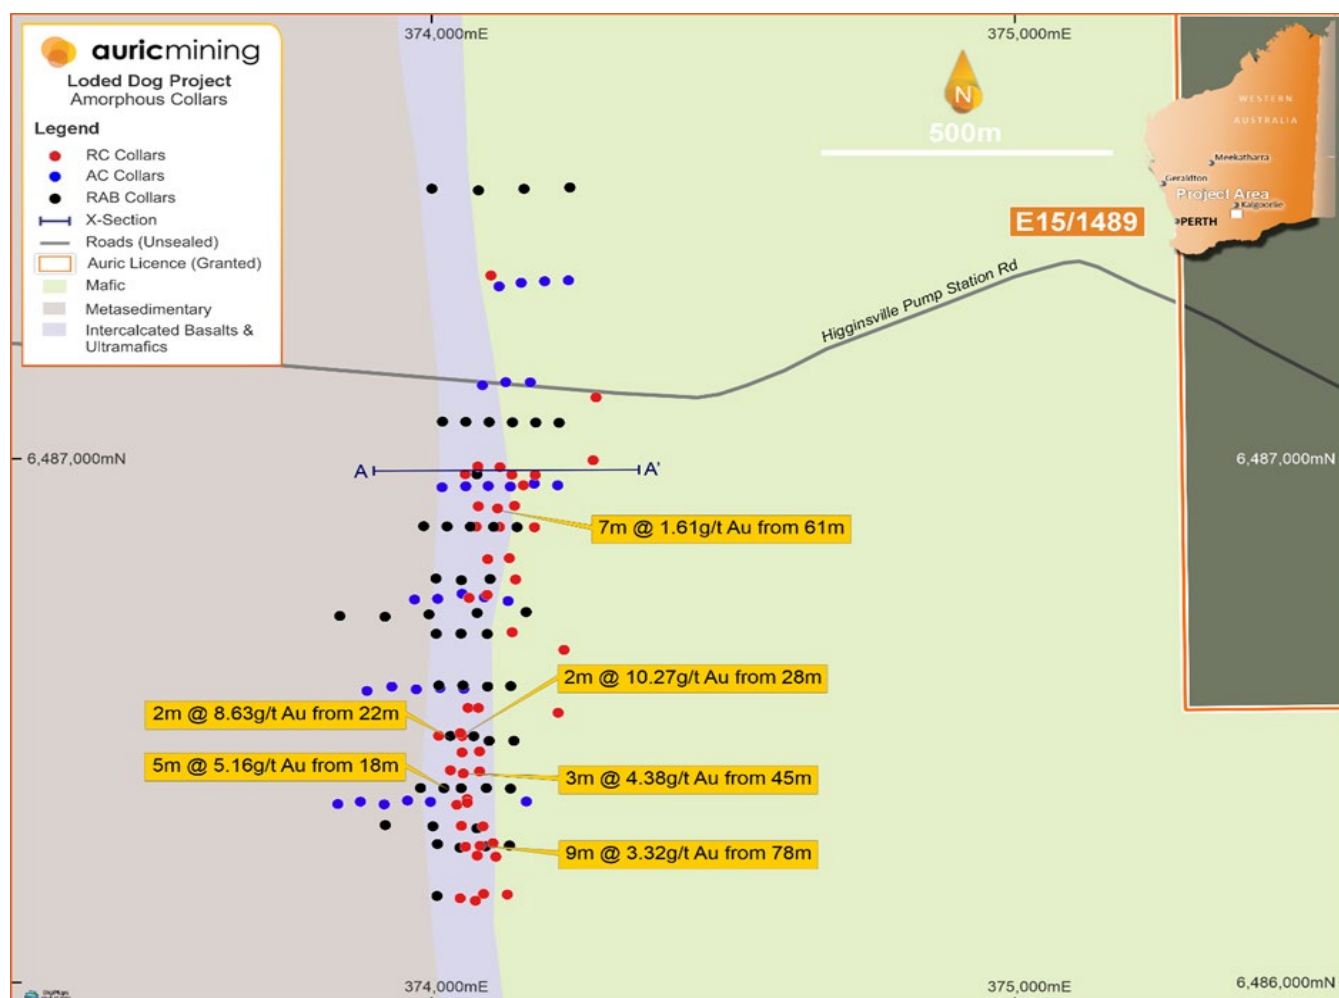 auricmining
Loded Dog Project
Amorphous Collars
Legend
RC Collars
AC Collars
RAB Collars
X-Section
Roads (Unsealed)
Auric Licence (Granted)
Mafic
Metasedimentary
Intercalcated Basalts &
Ultramafics
374,000mE
375,000mE
N
500m
WESTERN
AUSTRALIA
Meekatharra
Geraldton
Project Area
Kalgoorlie
PERTH
E15/1489
Higginsville Pump Station Rd
6,487,000mN
A
A'
6,487,000mN
7m @ 1.61g/t Au from 61m
2m @ 10.27g/t Au from 28m
2m @ 8.63g/t Au from 22m
5m @ 5.16g/t Au from 18m
3m @ 4.38g/t Au from 45m
9m @ 3.32g/t Au from 78m
374,000mE
375,000mE
6,486,000mN